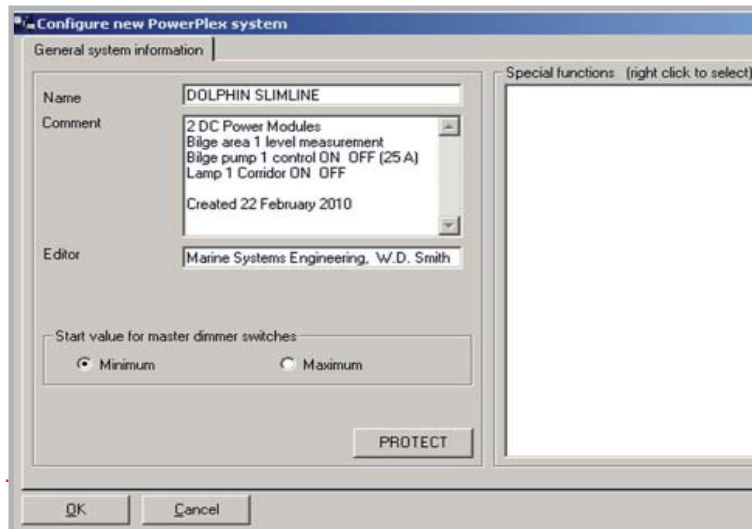 Configure new PowerPlex system
General system information
Name
DOLPHIN SLIMLINE
Comment
2 DC Power Modules
Bilge area 1 level measurement
Bilge pump 1 control ON OFF (25 A)
Lamp 1 Corridor ON OFF
Created 22 February 2010
Editor
Marine Systems Engineering, W.D. Smith
Start value for master dimmer switches
Minimum
Maximum
PROTECT
Special functions (right click to select)
OK
Cancel